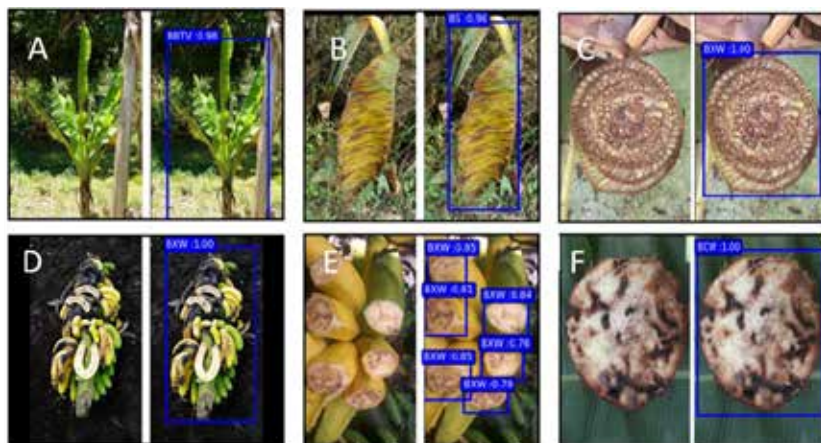 A
BBTV :0.98
B
BS :0.96
C
BXW :1.00
D
BXW :1.00
E
BXW :0.85
BXW :0.81
BXW :0.84
BXW :0.76
BXW :0.85
BXW :0.79
F
BCW :1.00